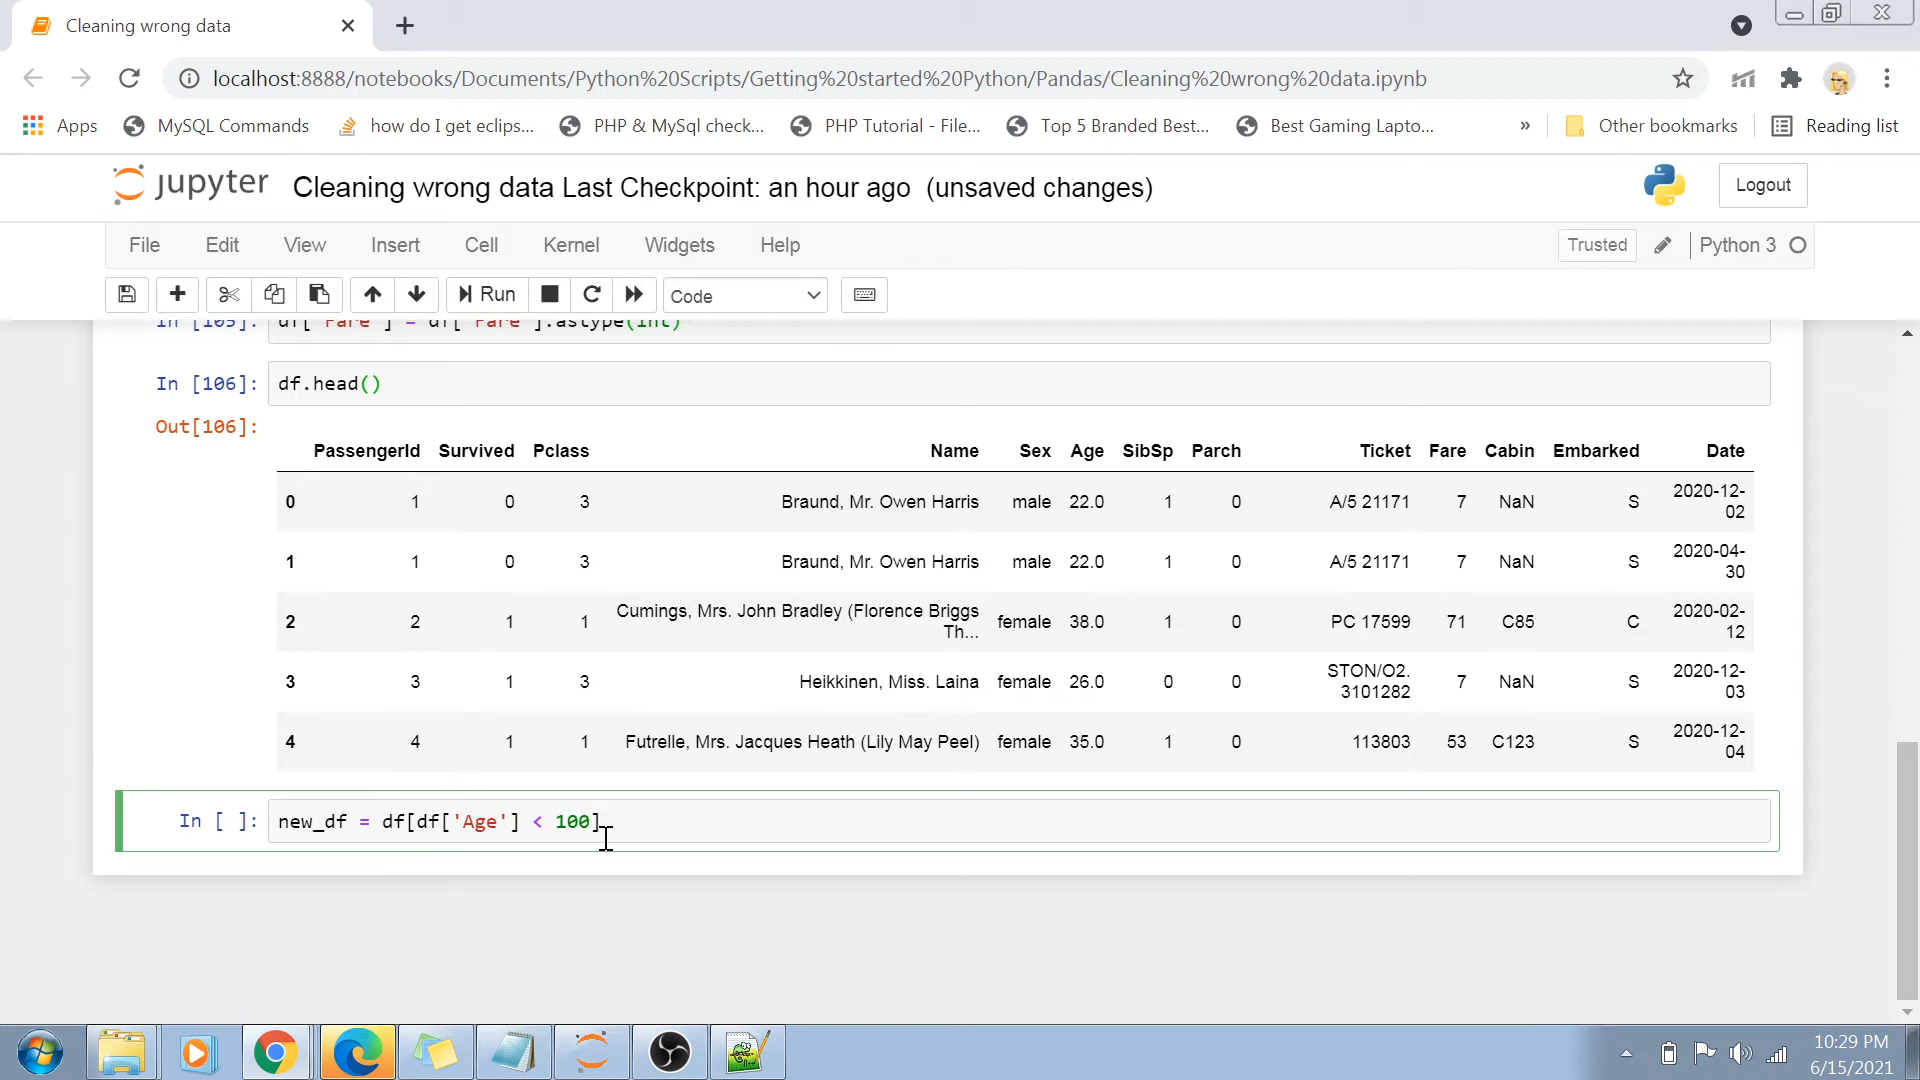 Cleaning wrong data
localhost:8888/notebooks/Documents/Python%20Scripts/Getting%20started%20Python/Pandas/Cleaning%20wrong%20data.ipynb
Apps MySQL Commands how do I get eclips... PHP & MySql check... PHP Tutorial - File... Top 5 Branded Best... Best Gaming Lapto... » Other bookmarks Reading list
jupyter Cleaning wrong data Last Checkpoint: an hour ago (unsaved changes) Logout
File Edit View Insert Cell Kernel Widgets Help Trusted Python 3
Run Code
In [105]: df['Fare'] = df['Fare'].astype(int)
In [106]: df.head()
Out[106]:
PassengerId Survived Pclass Name Sex Age SibSp Parch Ticket Fare Cabin Embarked Date
0 1 0 3 Braund, Mr. Owen Harris male 22.0 1 0 A/5 21171 7 NaN S 2020-12-
02
1 1 0 3 Braund, Mr. Owen Harris male 22.0 1 0 A/5 21171 7 NaN S 2020-04-
30
2 2 1 1 Cumings, Mrs. John Bradley (Florence Briggs female 38.0 1 0 PC 17599 71 C85 C 2020-02-
Th... 12
3 3 1 3 Heikkinen, Miss. Laina female 26.0 0 0 STON/O2. 7 NaN S 2020-12-
3101282 03
4 4 1 1 Futrelle, Mrs. Jacques Heath (Lily May Peel) female 35.0 1 0 113803 53 C123 S 2020-12-
04
In [ ]: new_df = df[df['Age'] < 100]
10:29 PM
6/15/2021